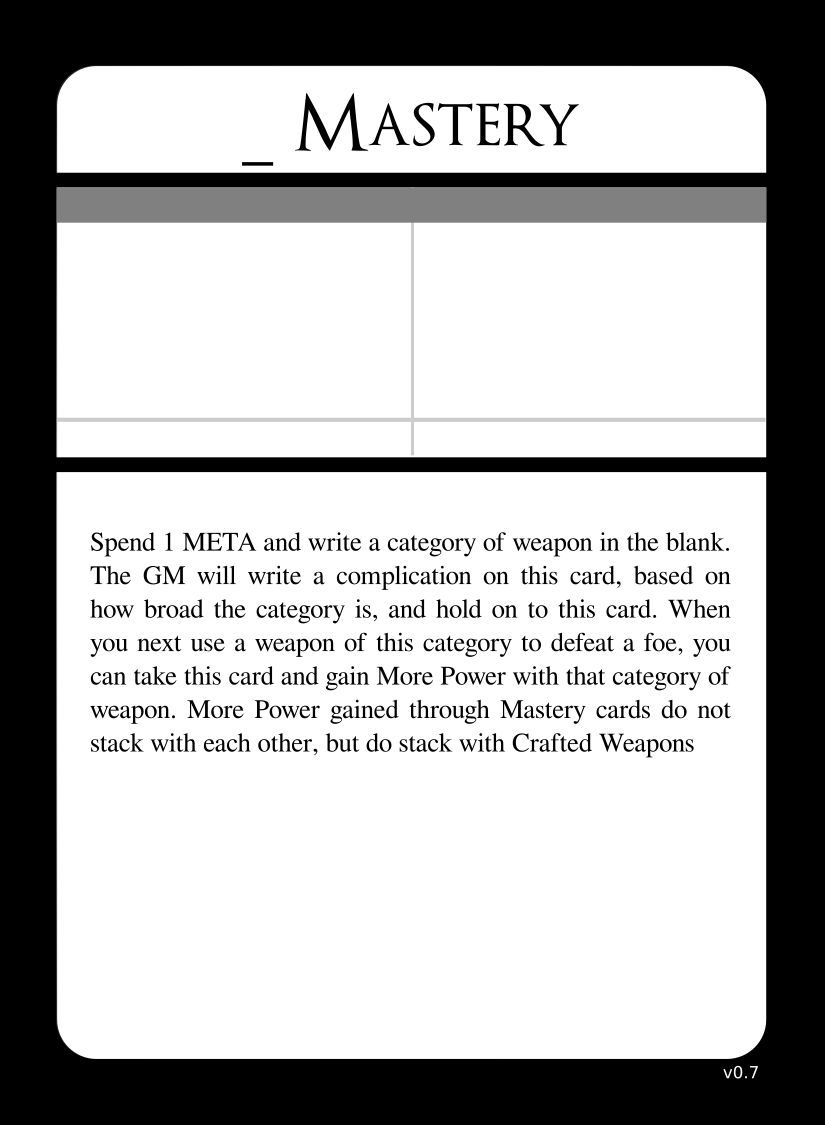 _ Mastery
Spend 1 META and write a category of weapon in the blank.
The GM will write a complication on this card, based on
how broad the category is, and hold on to this card. When
you next use a weapon of this category to defeat a foe, you
can take this card and gain More Power with that category of
weapon. More Power gained through Mastery cards do not
stack with each other, but do stack with Crafted Weapons
v0.7